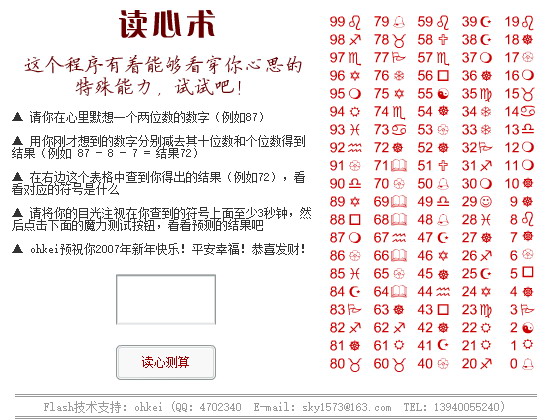 读心术
这个程序有着能够看穿你心思的
特殊能力，试试吧！
▲ 请你在心里默想一个两位数的数字（例如87）
▲ 用你刚才想到的数字分别减去其十位数和个位数得到
结果（例如 87 - 8 - 7 = 结果72）
▲ 在右边这个表格中查到你得出的结果（例如72），看
看对应的符号是什么
▲ 请将你的目光注视在你查到的符号上面至少3秒钟，然
后点击下面的魔力测试按钮，看看预测的结果吧
▲ ohkei预祝你2007年新年快乐！平安幸福！恭喜发财！
读心测算
99 79 59 39 19
98 78 58 38 18
97 77 57 37 17
96 76 56 36 16
95 75 55 35 15
94 74 54 34 14
93 73 53 33 13
92 72 52 32 12
91 71 51 31 11
90 70 50 30 10
89 69 49 29 9
88 68 48 28 8
87 67 47 27 7
86 66 46 26 6
85 65 45 25 5
84 64 44 24 4
83 63 43 23 3
82 62 42 22 2
81 61 41 21 1
80 60 40 20 0
Flash技术支持：ohkei (QQ: 4702340 E-mail: sky1573@163.com TEL: 13940055240)